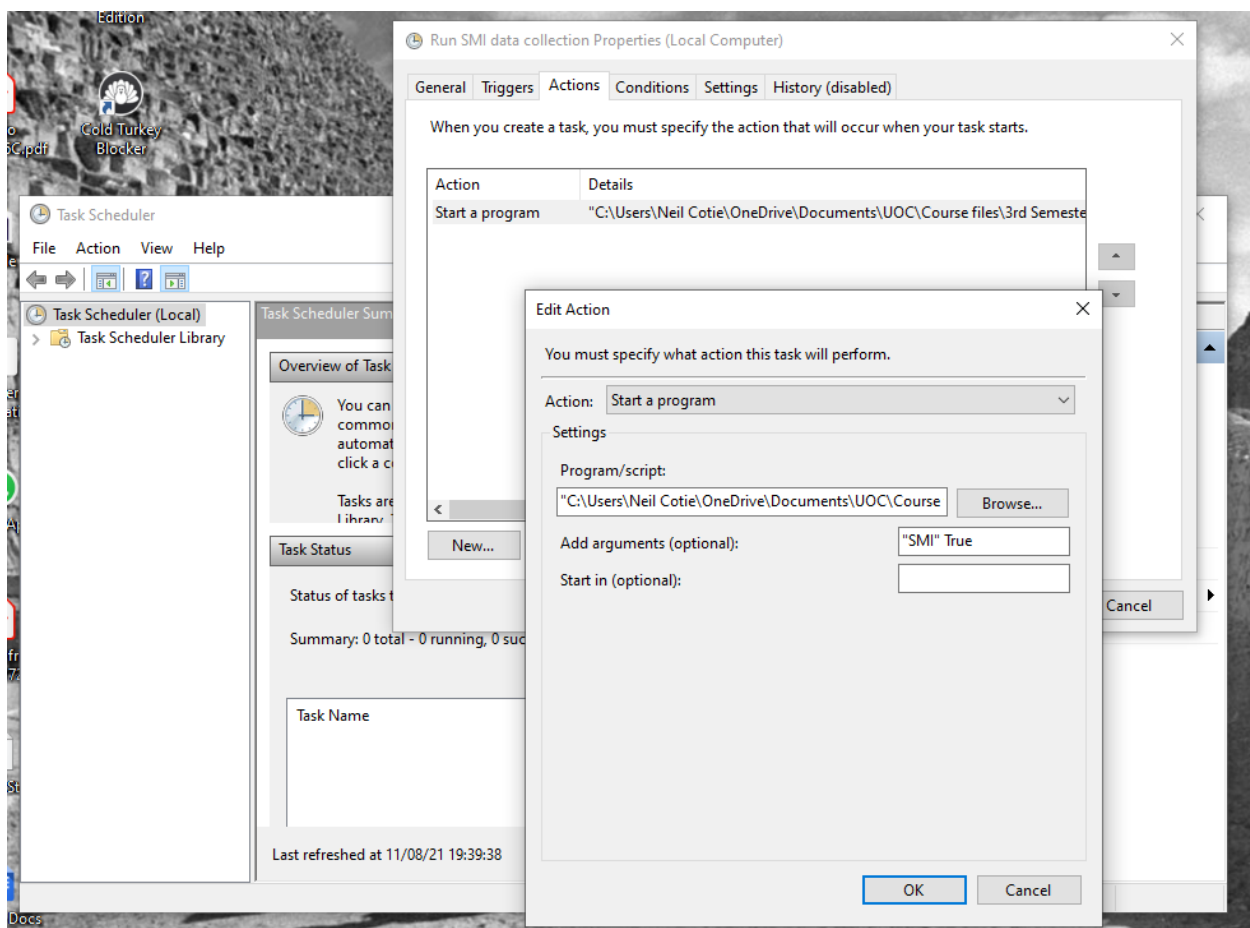 Edition
Cold Turkey
Blocker
5C.pdf
Run SMI data collection Properties (Local Computer)
General Triggers Actions Conditions Settings History (disabled)
When you create a task, you must specify the action that will occur when your task starts.
Action Details
Start a program "C:\Users\Neil Cotie\OneDrive\Documents\UOC\Course files\3rd Semeste
New...
Cancel
Task Scheduler
File Action View Help
Task Scheduler (Local)
Task Scheduler Library
Task Scheduler Sum
Overview of Task
You can
commo
automat
click a c
Tasks are
Library.
Task Status
Status of tasks t
Summary: 0 total - 0 running, 0 suc
Task Name
Last refreshed at 11/08/21 19:39:38
Edit Action
You must specify what action this task will perform.
Action: Start a program
Settings
Program/script:
"C:\Users\Neil Cotie\OneDrive\Documents\UOC\Course Browse...
Add arguments (optional): "SMI" True
Start in (optional):
OK Cancel
Docs